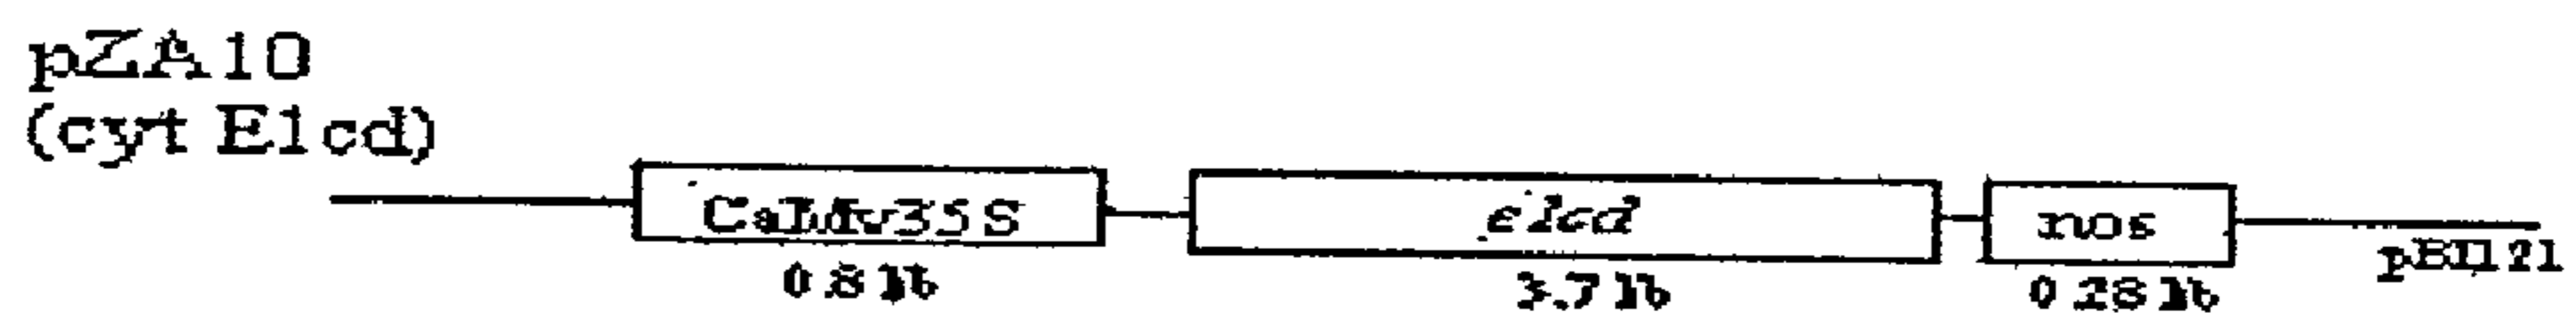 pZA10
(cyt E1cd)
CaMv35S
e1cd
nos
0.8 kb
3.7 kb
0.28 kb
pBI121